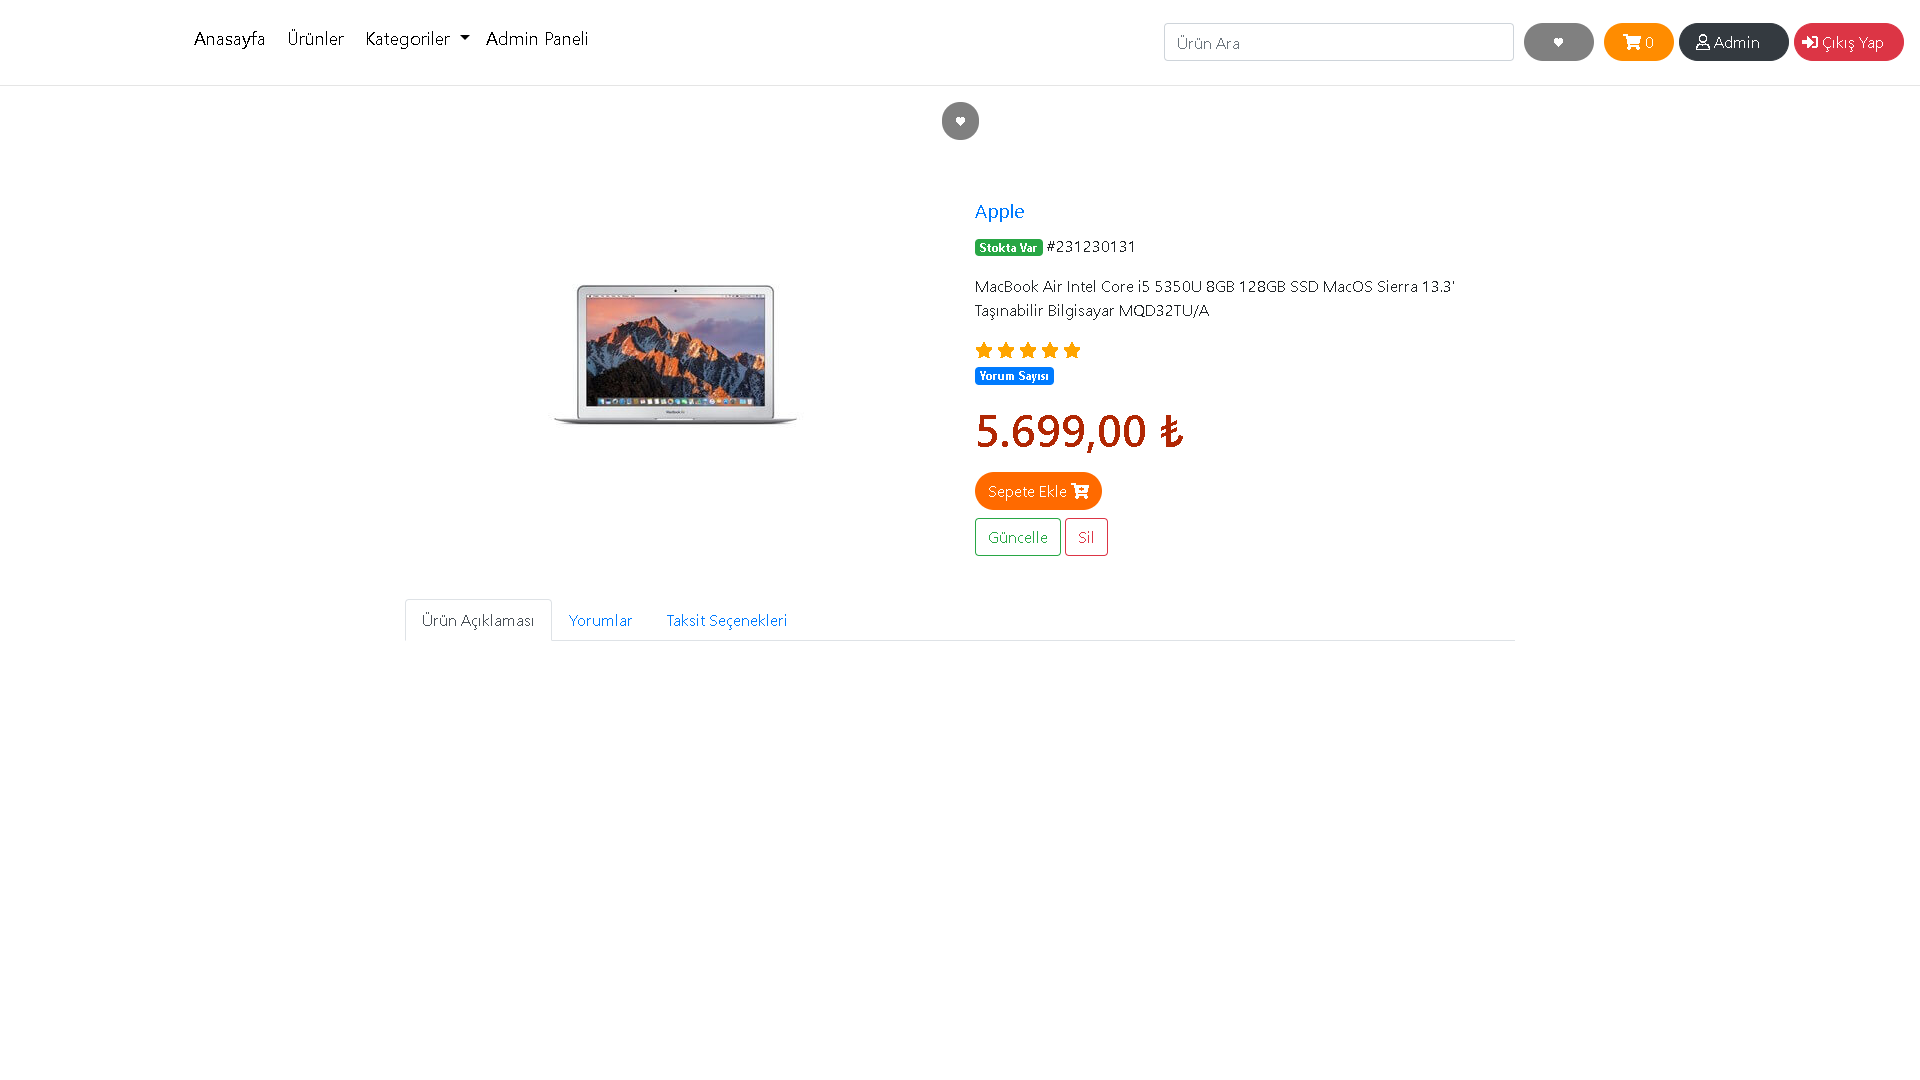 Anasayfa Ürünler Kategoriler Admin Paneli Ürün Ara 0 Admin Çıkış Yap
Apple
Stokta Var #231230131
MacBook Air Intel Core i5 5350U 8GB 128GB SSD MacOS Sierra 13.3'
Taşınabilir Bilgisayar MQD32TU/A
Yorum Sayısı
5.699,00 ₺
Sepete Ekle
Güncelle Sil
Ürün Açıklaması Yorumlar Taksit Seçenekleri